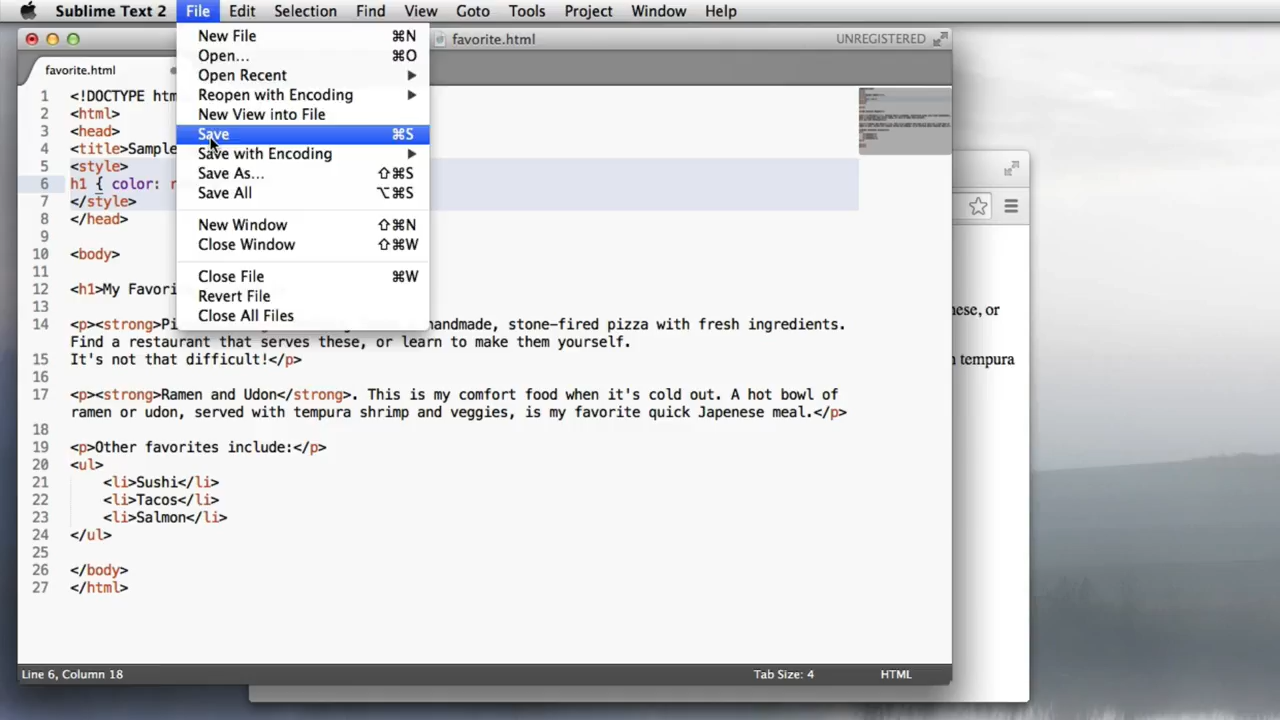 Sublime Text 2 File Edit Selection Find View Goto Tools Project Window Help
favorite.html UNREGISTERED
favorite.html
New File ⌘N
Open... ⌘O
Open Recent ▶
Reopen with Encoding ▶
New View into File
Save ⌘S
Save with Encoding ▶
Save As... ⇧⌘S
Save All ⌥⌘S
New Window ⇧⌘N
Close Window ⇧⌘W
Close File ⌘W
Revert File
Close All Files
1 <!DOCTYPE htm
2 <html>
3 <head>
4 <title>Sample
5 <style>
6 h1 { color: r
7 </style>
8 </head>
9
10 <body>
11
12 <h1>My Favori
13
14 <p><strong>Pi handmade, stone-fired pizza with fresh ingredients.
Find a restaurant that serves these, or learn to make them yourself.
15 It's not that difficult!</p>
16
17 <p><strong>Ramen and Udon</strong>. This is my comfort food when it's cold out. A hot bowl of
ramen or udon, served with tempura shrimp and veggies, is my favorite quick Japenese meal.</p>
18
19 <p>Other favorites include:</p>
20 <ul>
21 <li>Sushi</li>
22 <li>Tacos</li>
23 <li>Salmon</li>
24 </ul>
25
26 </body>
27 </html>
Line 6, Column 18 Tab Size: 4 HTML
ese, or
tempura